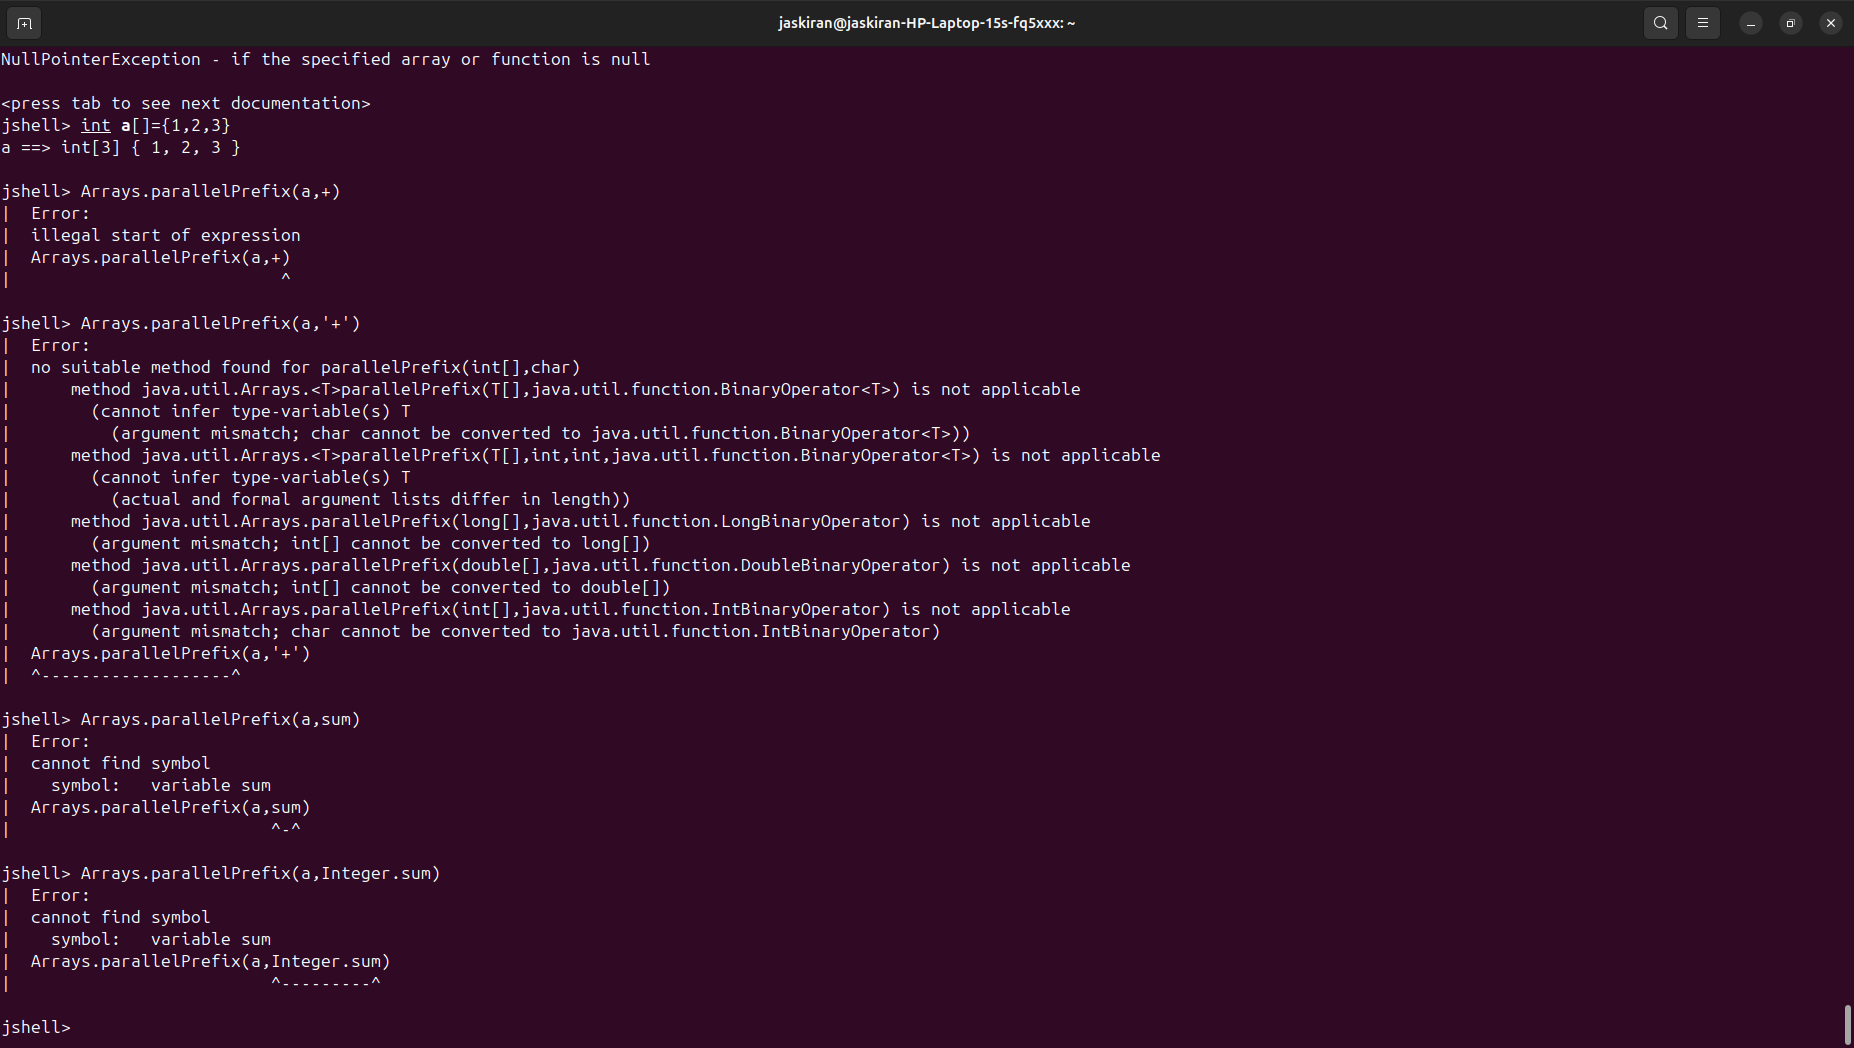 jaskiran@jaskiran-HP-Laptop-15s-fq5xxx: ~
NullPointerException - if the specified array or function is null
<press tab to see next documentation>
jshell> int a[]={1,2,3}
a ==> int[3] { 1, 2, 3 }
jshell> Arrays.parallelPrefix(a,+)
|  Error:
|  illegal start of expression
|  Arrays.parallelPrefix(a,+)
|                           ^
jshell> Arrays.parallelPrefix(a,'+')
|  Error:
|  no suitable method found for parallelPrefix(int[],char)
|      method java.util.Arrays.<T>parallelPrefix(T[],java.util.function.BinaryOperator<T>) is not applicable
|        (cannot infer type-variable(s) T
|          (argument mismatch; char cannot be converted to java.util.function.BinaryOperator<T>))
|      method java.util.Arrays.<T>parallelPrefix(T[],int,int,java.util.function.BinaryOperator<T>) is not applicable
|        (cannot infer type-variable(s) T
|          (actual and formal argument lists differ in length))
|      method java.util.Arrays.parallelPrefix(long[],java.util.function.LongBinaryOperator) is not applicable
|        (argument mismatch; int[] cannot be converted to long[])
|      method java.util.Arrays.parallelPrefix(double[],java.util.function.DoubleBinaryOperator) is not applicable
|        (argument mismatch; int[] cannot be converted to double[])
|      method java.util.Arrays.parallelPrefix(int[],java.util.function.IntBinaryOperator) is not applicable
|        (argument mismatch; char cannot be converted to java.util.function.IntBinaryOperator)
|  Arrays.parallelPrefix(a,'+')
|  ^-------------------^
jshell> Arrays.parallelPrefix(a,sum)
|  Error:
|  cannot find symbol
|    symbol:   variable sum
|  Arrays.parallelPrefix(a,sum)
|                          ^-^
jshell> Arrays.parallelPrefix(a,Integer.sum)
|  Error:
|  cannot find symbol
|    symbol:   variable sum
|  Arrays.parallelPrefix(a,Integer.sum)
|                          ^---------^
jshell>